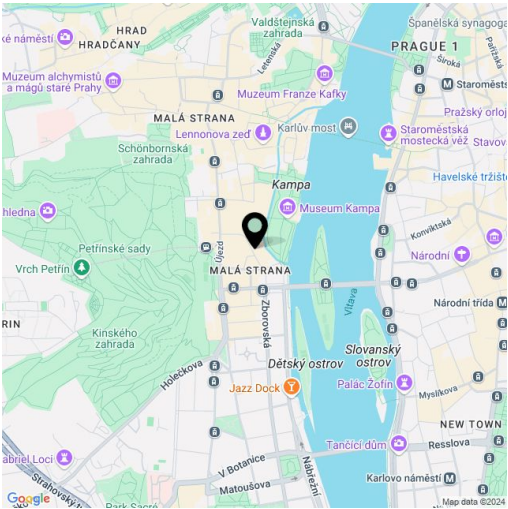 HRAD
HRADČANY
ké náměstí
Valdštejnská
zahrada
Letenská
Španělská synagoga
PRAGUE 1
Široká
Pařížská
Muzeum alchymistů
a mágů staré Prahy
Muzeum Franze Kafky
Staroměsts
MALÁ STRANA
Lennonova zeď
Karlův most
Pražský orloj
Staroměstská
mostecká věž
Stavov
Schönbornská
zahrada
Havelské tržiště
Kampa
Museum Kampa
hledna
Konviktská
Petřínské sady
Újezd
Národní
Vrch Petřín
MALÁ STRANA
Vltava
Národní třída
RIN
Zborovská
Kinského
zahrada
Slovanský
ostrov
Dětský ostrov
Holečkova
Jazz Dock
Palác Žofín
Myslíkova
NEW TOWN
Tančící dům
Resslova
abriel Loci
V Botanice
Nábřežní
Karlovo náměstí
Strahovský t
Matoušova
Park Sacré
Google
Map data ©2024